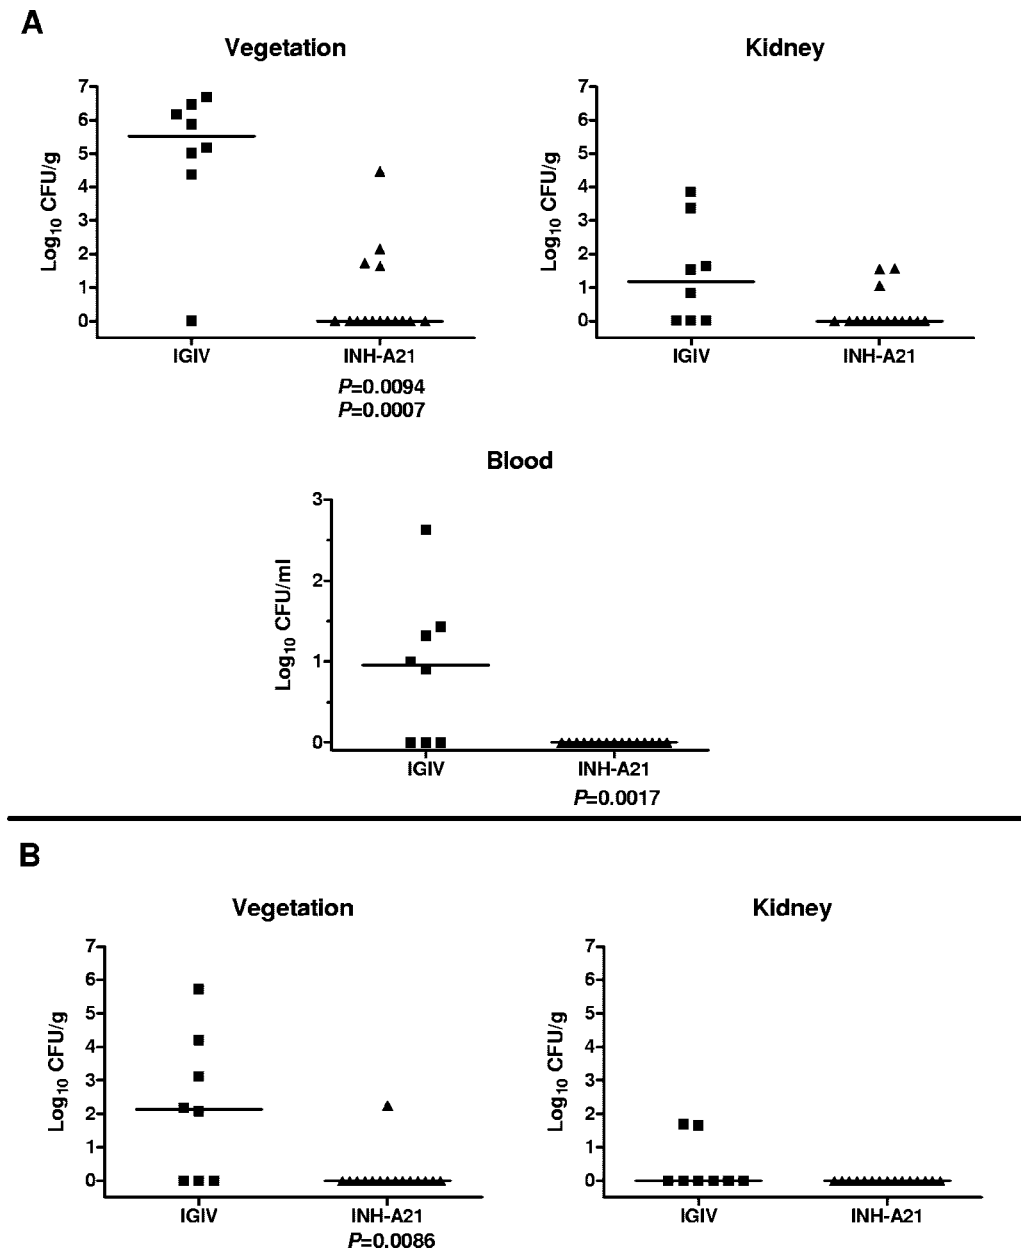 A
Vegetation
Kidney
7
6
5
4
3
2
1
0
Log10 CFU/g
IGIV
INH-A21
P=0.0094
P=0.0007
7
6
5
4
3
2
1
0
Log10 CFU/g
IGIV
INH-A21
Blood
3
2
1
0
Log10 CFU/ml
IGIV
INH-A21
P=0.0017
B
Vegetation
Kidney
7
6
5
4
3
2
1
0
Log10 CFU/g
IGIV
INH-A21
P=0.0086
7
6
5
4
3
2
1
0
Log10 CFU/g
IGIV
INH-A21